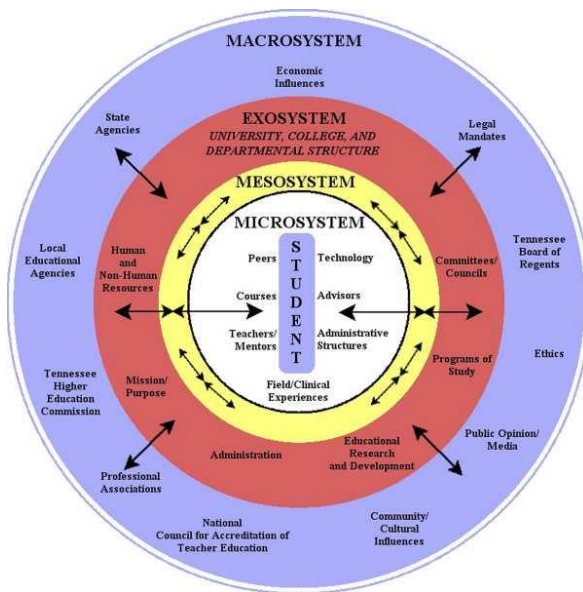 MACROSYSTEM
Economic
Influences
State
Agencies
Legal
Mandates
EXOSYSTEM
UNIVERSITY, COLLEGE, AND
DEPARTMENTAL STRUCTURE
MESOSYSTEM
MICROSYSTEM
Local
Educational
Agencies
Human
and
Non-Human
Resources
Peers
Courses
Teachers/
Mentors
STUDENT
Technology
Advisors
Administrative
Structures
Field/Clinical
Experiences
Committees/
Councils
Tennessee
Board of
Regents
Ethics
Programs of
Study
Tennessee
Higher
Education
Commission
Mission/
Purpose
Administration
Educational
Research
and Development
Public Opinion/
Media
Professional
Associations
National
Council for Accreditation of
Teacher Education
Community/
Cultural
Influences